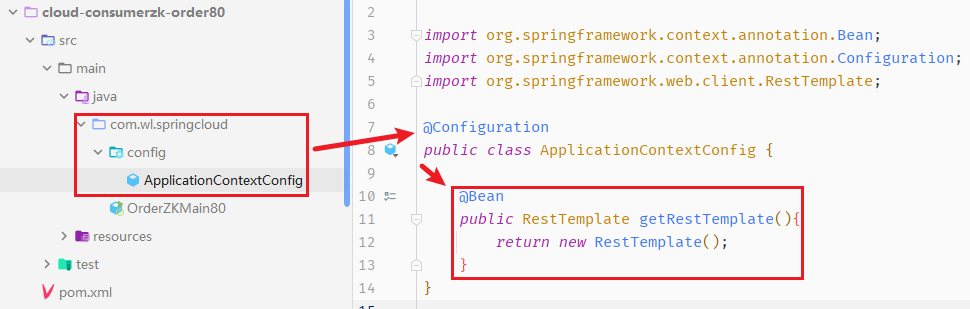 cloud-consumerzk-order80
src
main
java
com.wl.springcloud
config
ApplicationContextConfig
OrderZKMain80
resources
test
pom.xml
2
3 import org.springframework.context.annotation.Bean;
4 import org.springframework.context.annotation.Configuration;
5 import org.springframework.web.client.RestTemplate;
6
7 @Configuration
8 public class ApplicationContextConfig {
9
10 @Bean
11 public RestTemplate getRestTemplate(){
12 return new RestTemplate();
13 }
14 }
15